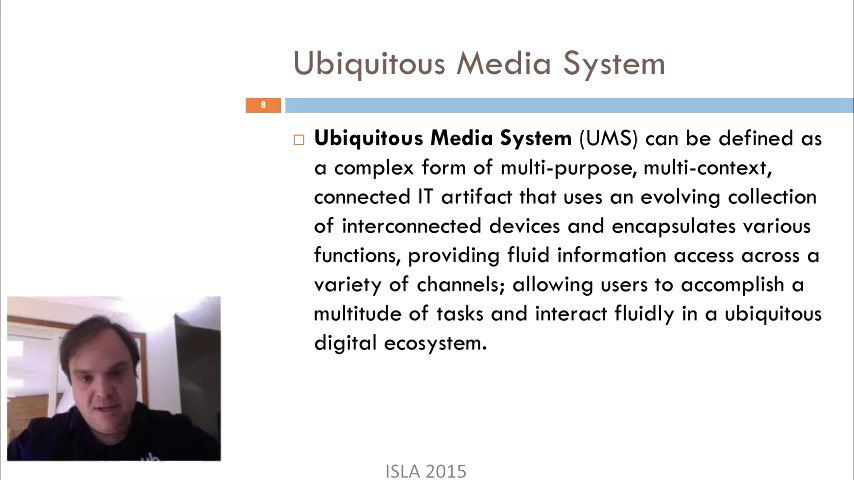 Ubiquitous Media System
8
Ubiquitous Media System (UMS) can be defined as
a complex form of multi-purpose, multi-context,
connected IT artifact that uses an evolving collection
of interconnected devices and encapsulates various
functions, providing fluid information access across a
variety of channels; allowing users to accomplish a
multitude of tasks and interact fluidly in a ubiquitous
digital ecosystem.
ISLA 2015